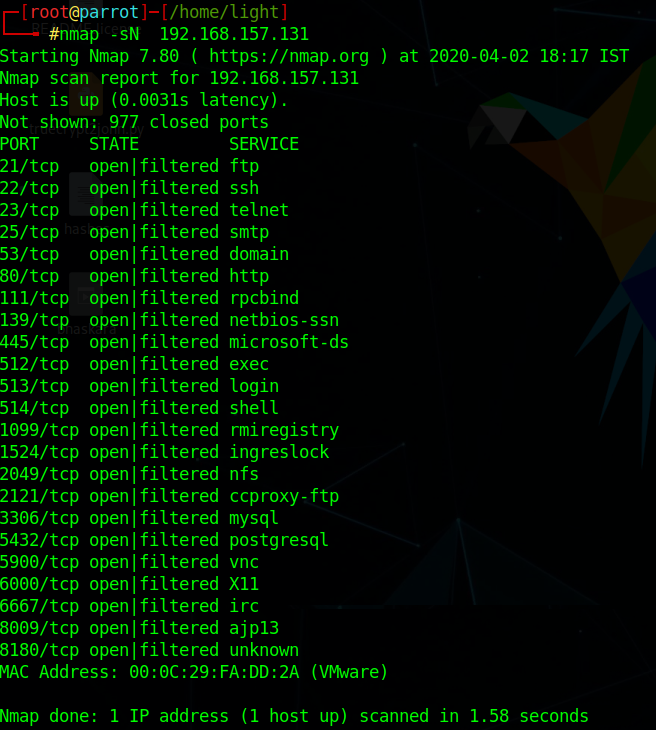 ┌─[root@parrot]─[/home/light]
└──╼ #nmap -sN  192.168.157.131
Starting Nmap 7.80 ( https://nmap.org ) at 2020-04-02 18:17 IST
Nmap scan report for 192.168.157.131
Host is up (0.0031s latency).
Not shown: 977 closed ports
PORT     STATE         SERVICE
21/tcp   open|filtered ftp
22/tcp   open|filtered ssh
23/tcp   open|filtered telnet
25/tcp   open|filtered smtp
53/tcp   open|filtered domain
80/tcp   open|filtered http
111/tcp  open|filtered rpcbind
139/tcp  open|filtered netbios-ssn
445/tcp  open|filtered microsoft-ds
512/tcp  open|filtered exec
513/tcp  open|filtered login
514/tcp  open|filtered shell
1099/tcp open|filtered rmiregistry
1524/tcp open|filtered ingreslock
2049/tcp open|filtered nfs
2121/tcp open|filtered ccproxy-ftp
3306/tcp open|filtered mysql
5432/tcp open|filtered postgresql
5900/tcp open|filtered vnc
6000/tcp open|filtered X11
6667/tcp open|filtered irc
8009/tcp open|filtered ajp13
8180/tcp open|filtered unknown
MAC Address: 00:0C:29:FA:DD:2A (VMware)
Nmap done: 1 IP address (1 host up) scanned in 1.58 seconds